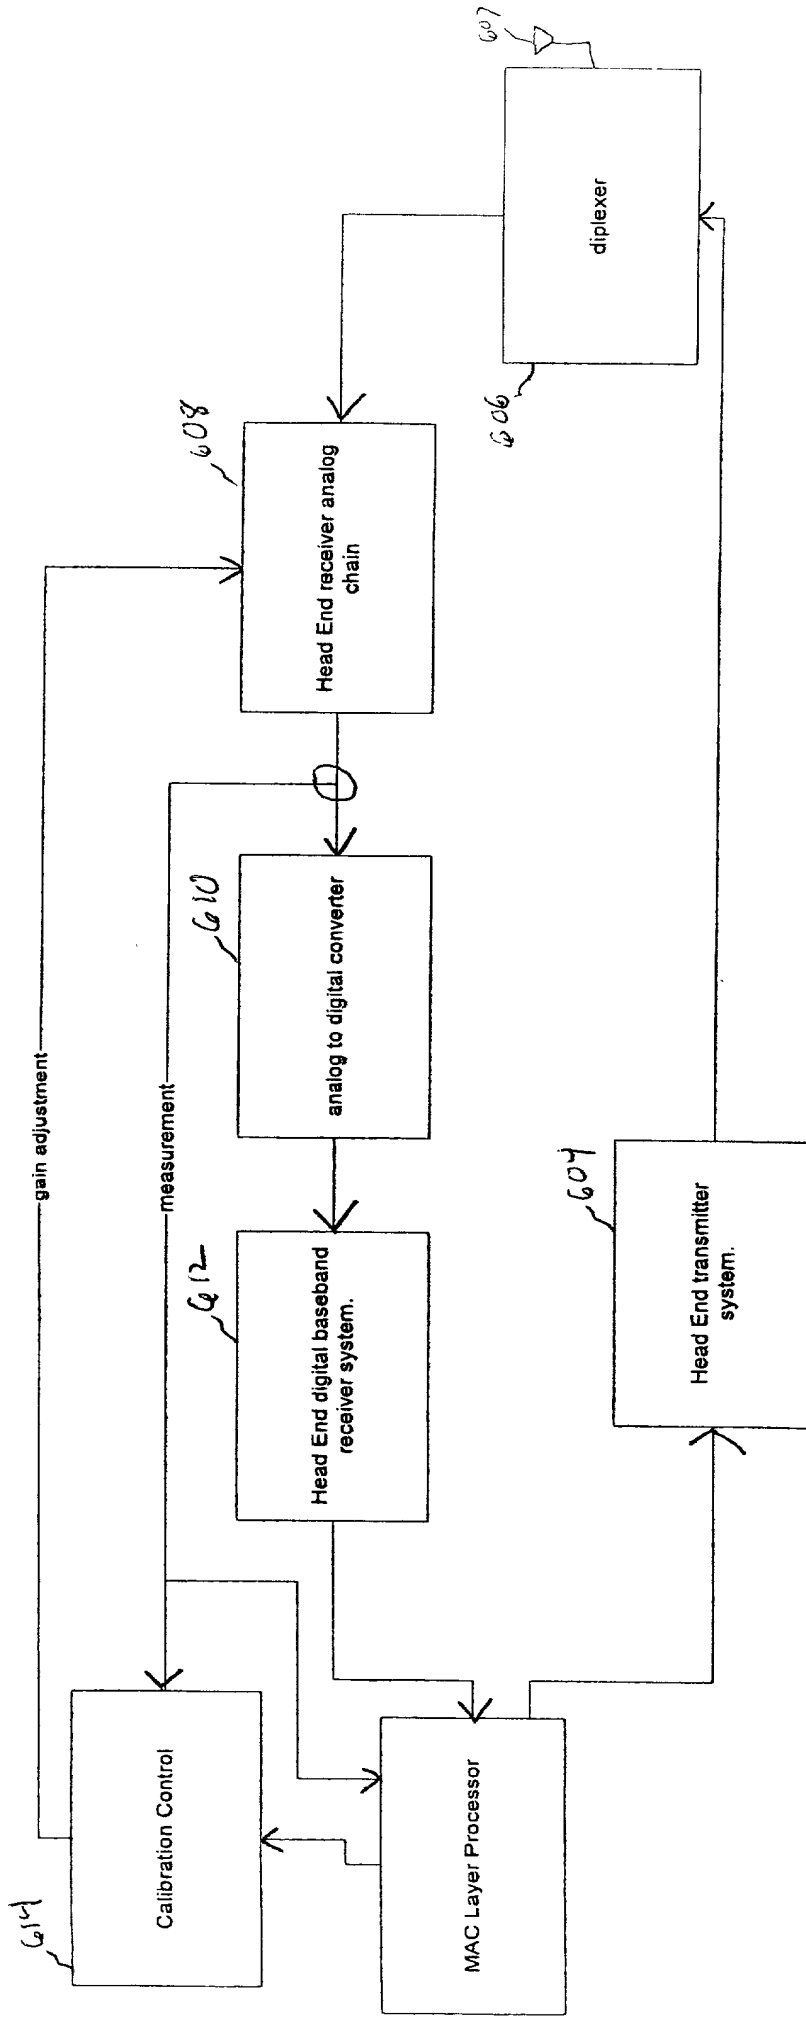 gain adjustment
measurement
614
Calibration Control
MAC Layer Processor
612
Head End digital baseband
receiver system.
610
analog to digital converter
608
Head End receiver analog
chain
604
Head End transmitter
system.
606
diplexer
607